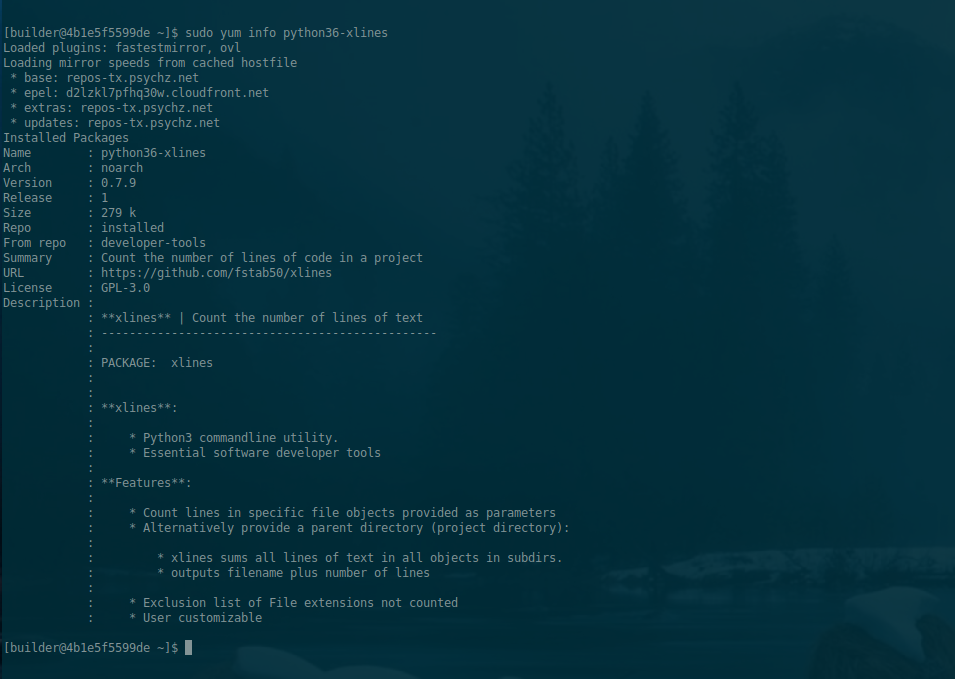 [builder@4b1e5f5599de ~]$ sudo yum info python36-xlines
Loaded plugins: fastestmirror, ovl
Loading mirror speeds from cached hostfile
 * base: repos-tx.psychz.net
 * epel: d2lzkl7pfhq30w.cloudfront.net
 * extras: repos-tx.psychz.net
 * updates: repos-tx.psychz.net
Installed Packages
Name        : python36-xlines
Arch        : noarch
Version     : 0.7.9
Release     : 1
Size        : 279 k
Repo        : installed
From repo   : developer-tools
Summary     : Count the number of lines of code in a project
URL         : https://github.com/fstab50/xlines
License     : GPL-3.0
Description :
            : **xlines** | Count the number of lines of text
            : ------------------------------------------------
            :
            : PACKAGE:  xlines
            :
            :
            : **xlines**:
            :
            :     * Python3 commandline utility.
            :     * Essential software developer tools
            :
            : **Features**:
            :
            :     * Count lines in specific file objects provided as parameters
            :     * Alternatively provide a parent directory (project directory):
            :
            :         * xlines sums all lines of text in all objects in subdirs.
            :         * outputs filename plus number of lines
            :
            :     * Exclusion list of File extensions not counted
            :     * User customizable

[builder@4b1e5f5599de ~]$